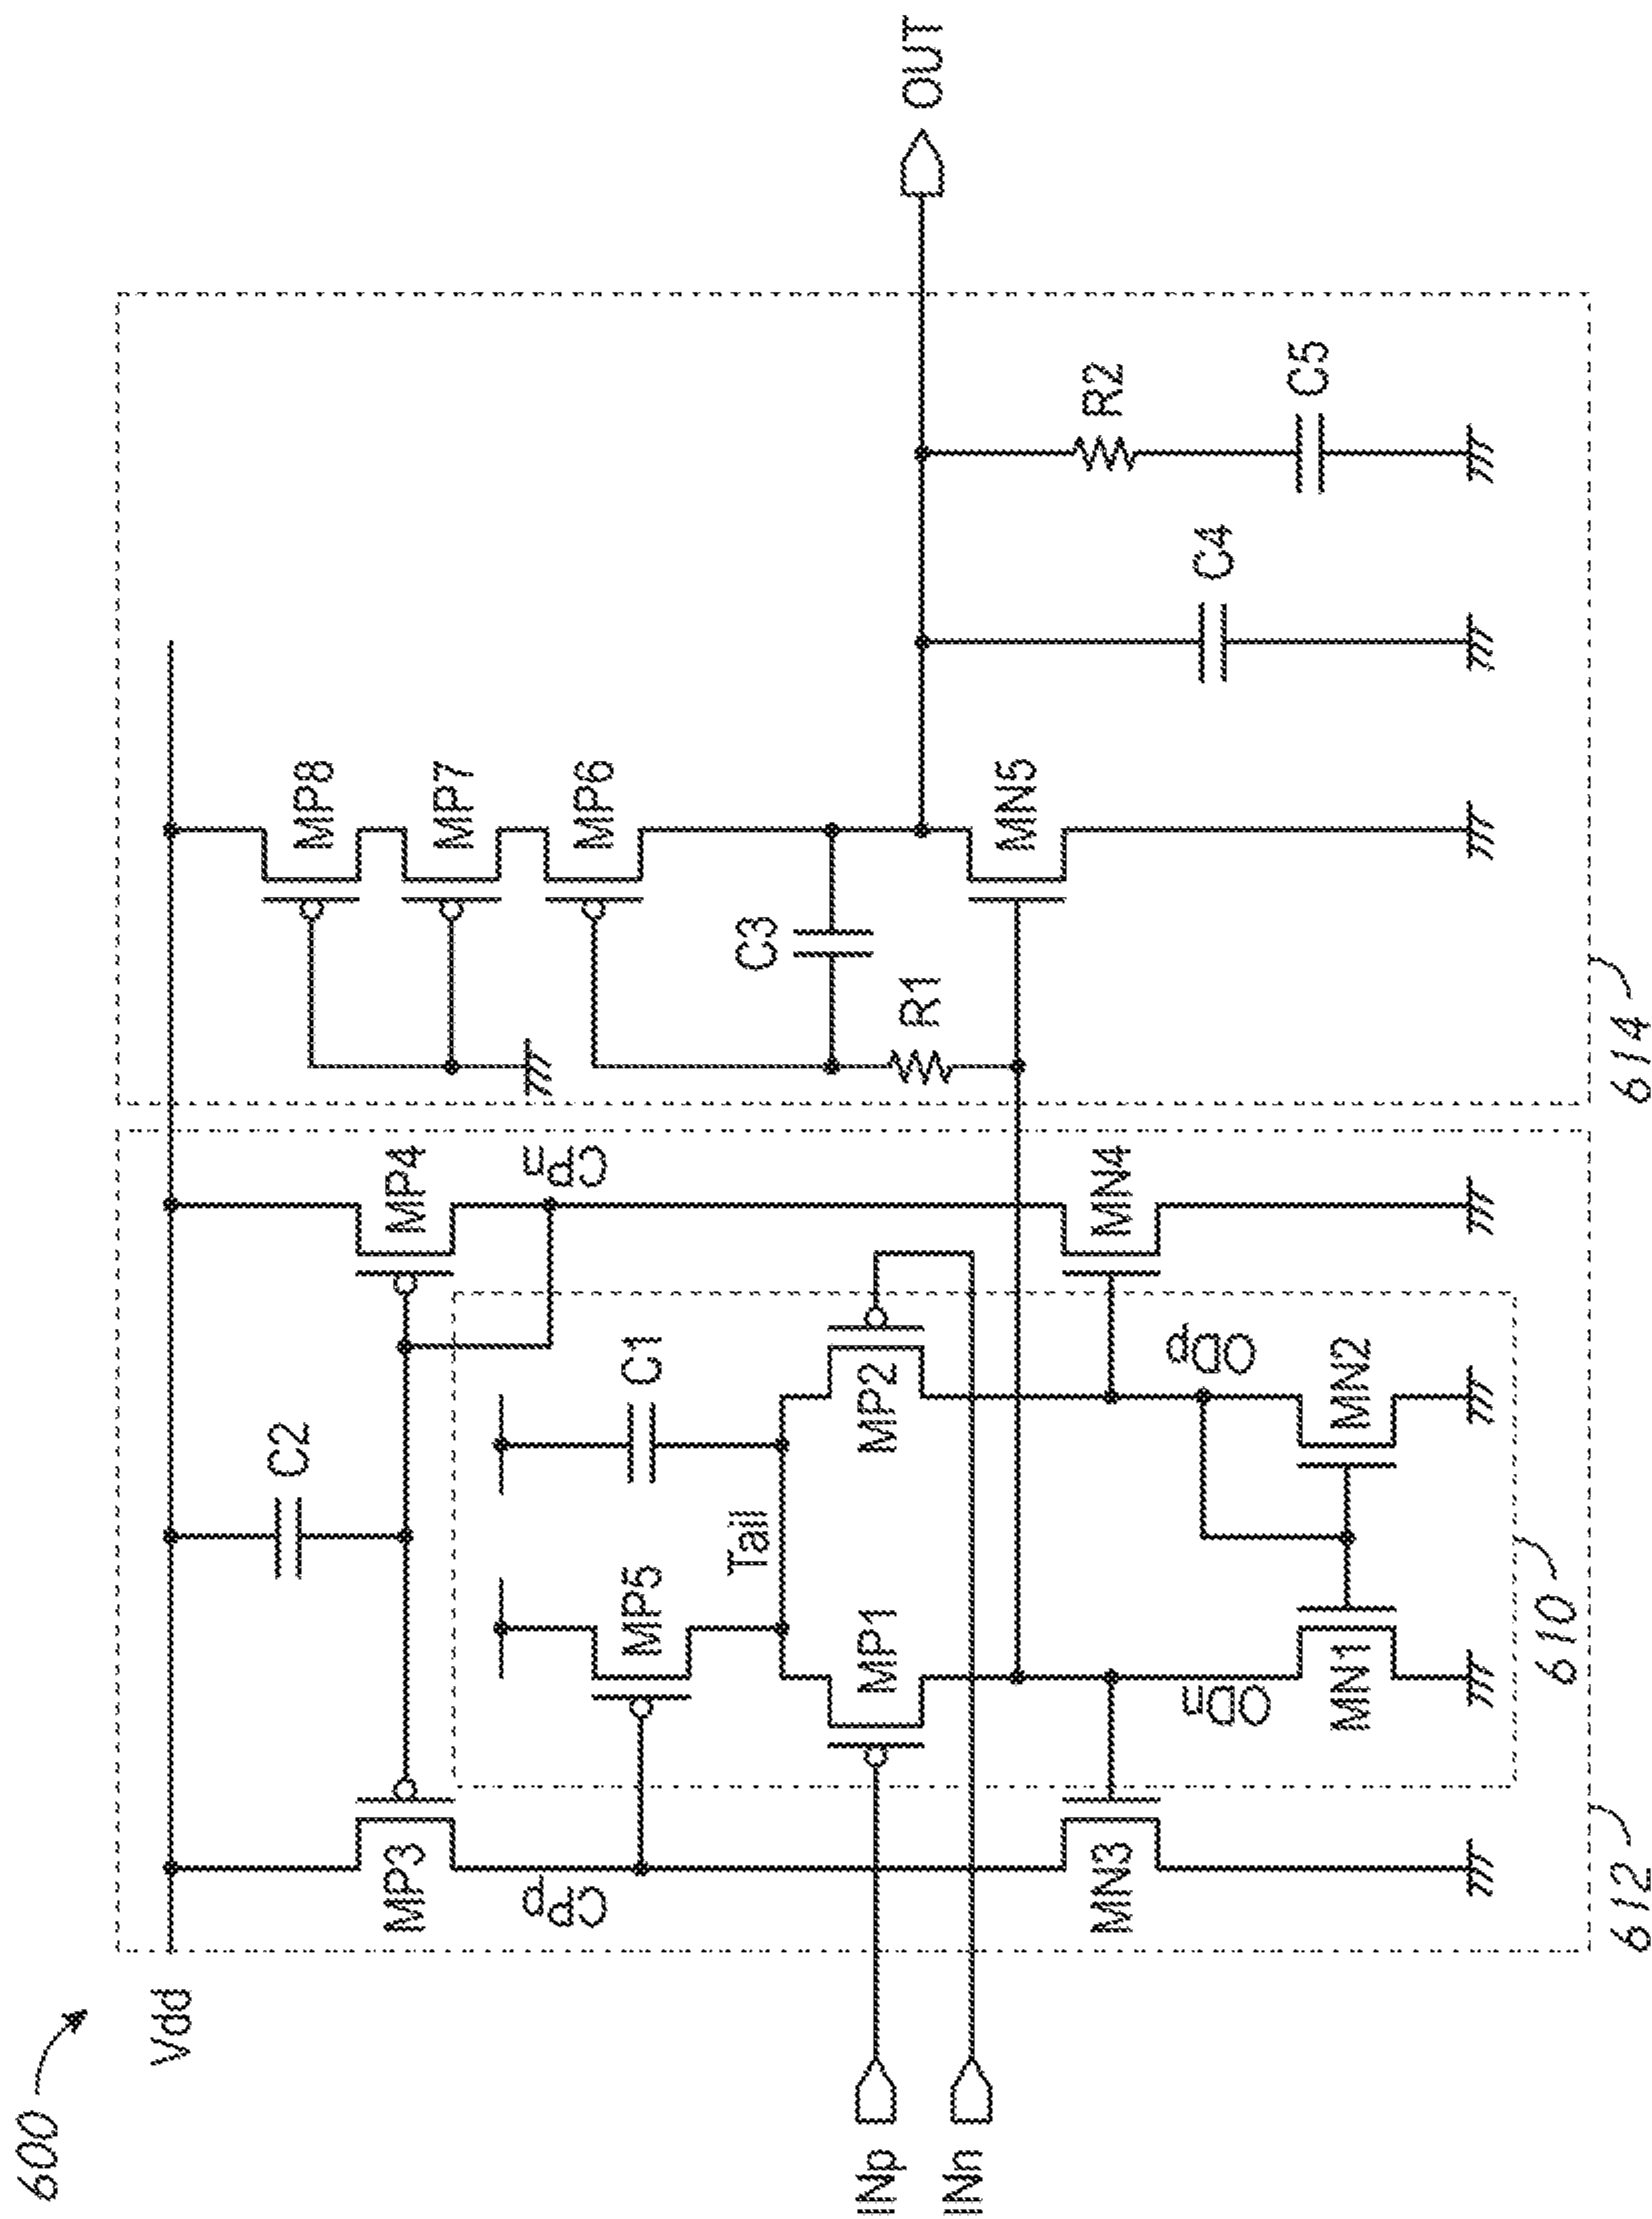 600
Vdd
C2
MP3
MP4
MP8
MP7
MP6
CPp
CPn
MP5
C1
Tail
MP1
MP2
C3
R1
OUT
INp
INn
MN5
R2
C4
C5
MN3
MN4
ODn
ODp
MN1
MN2
610
612
614